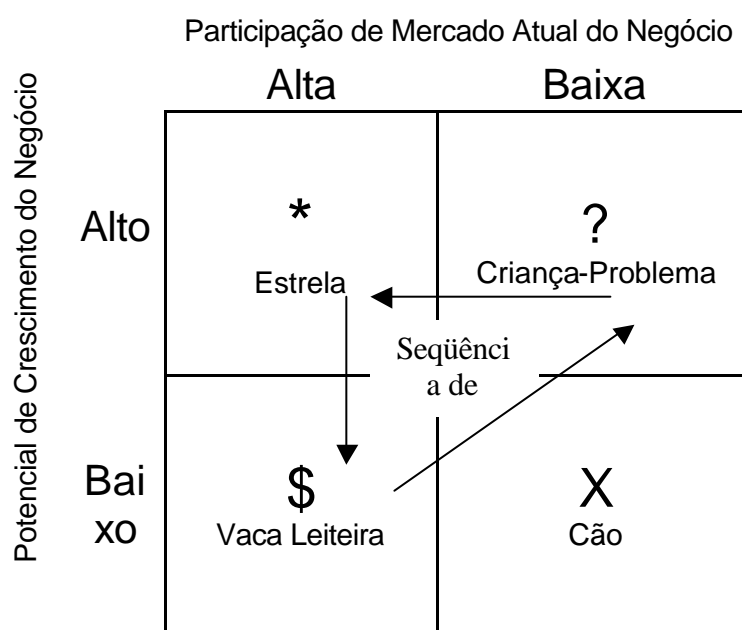 Participação de Mercado Atual do Negócio
Alta
Baixa
Potencial de Crescimento do Negócio
Alto
*
Estrela
?
Criança-Problema
Seqüênci
a de
Bai
xo
$
Vaca Leiteira
X
Cão